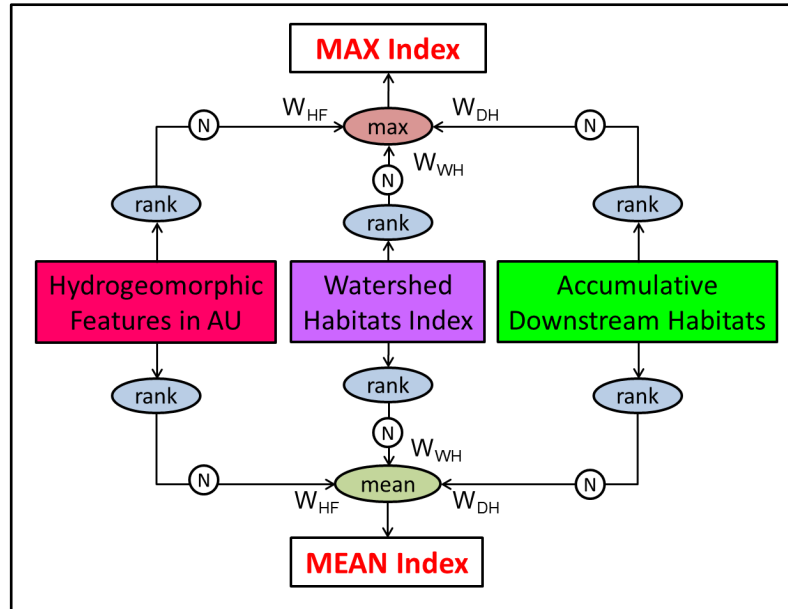 MAX Index
W_HF
W_DH
N
max
N
W_WH
N
rank
rank
rank
Hydrogeomorphic
Features in AU
Watershed
Habitats Index
Accumulative
Downstream Habitats
rank
rank
rank
N
W_WH
N
mean
N
W_HF
W_DH
MEAN Index